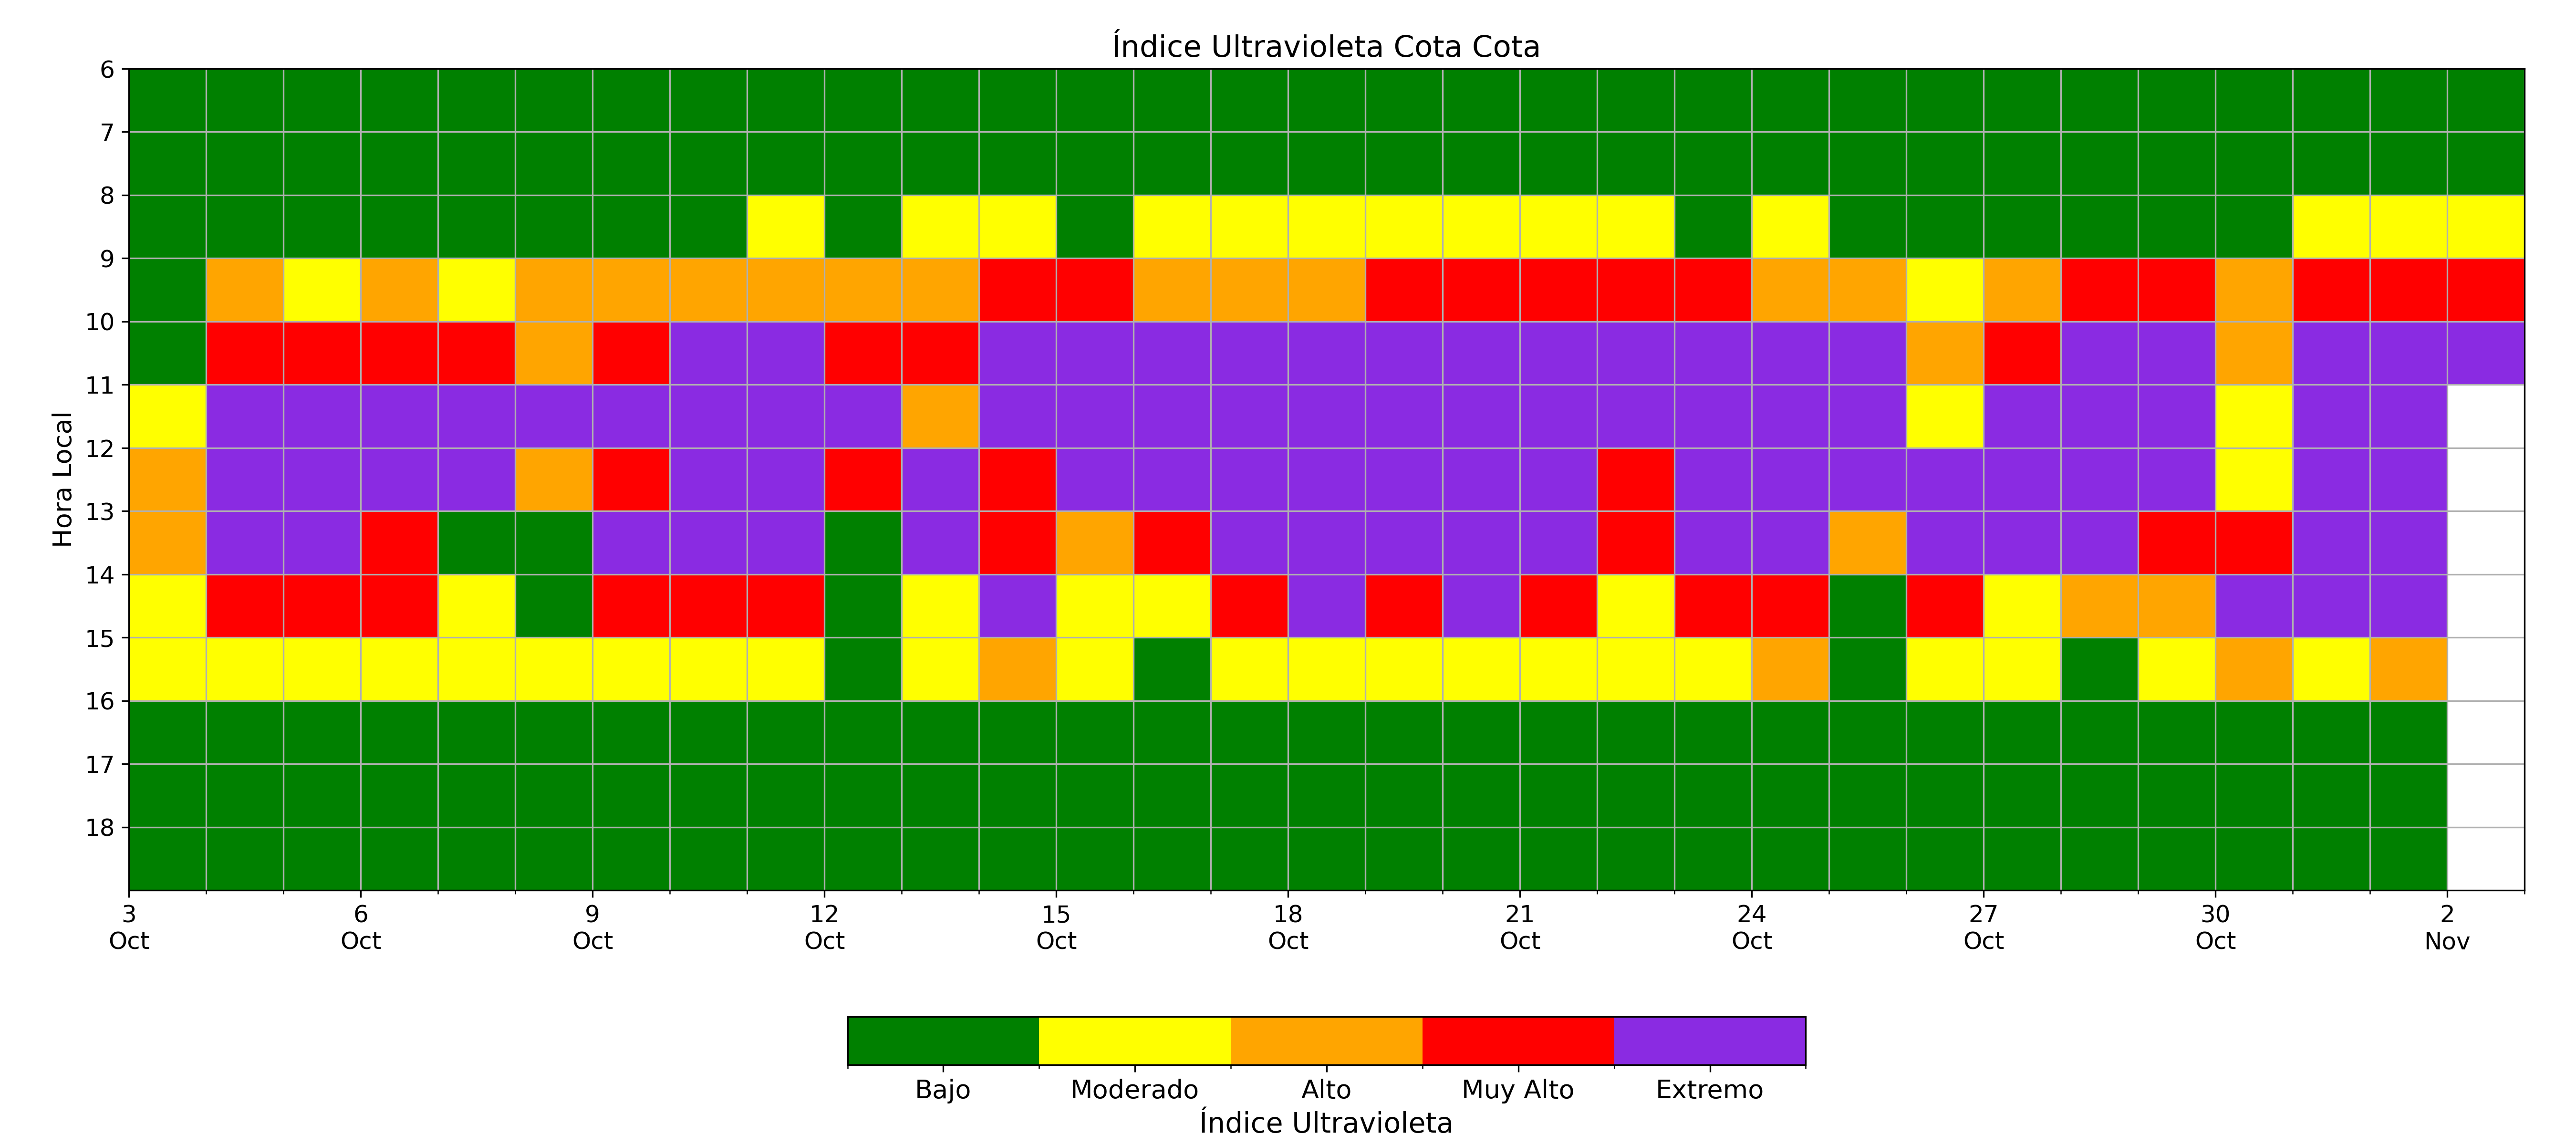 Índice Ultravioleta Cota Cota
Hora Local
6
7
8
9
10
11
12
13
14
15
16
17
18
3 6 9 12 15 18 21 24 27 30 2
Oct Oct Oct Oct Oct Oct Oct Oct Oct Oct Nov
Bajo Moderado Alto Muy Alto Extremo
Índice Ultravioleta